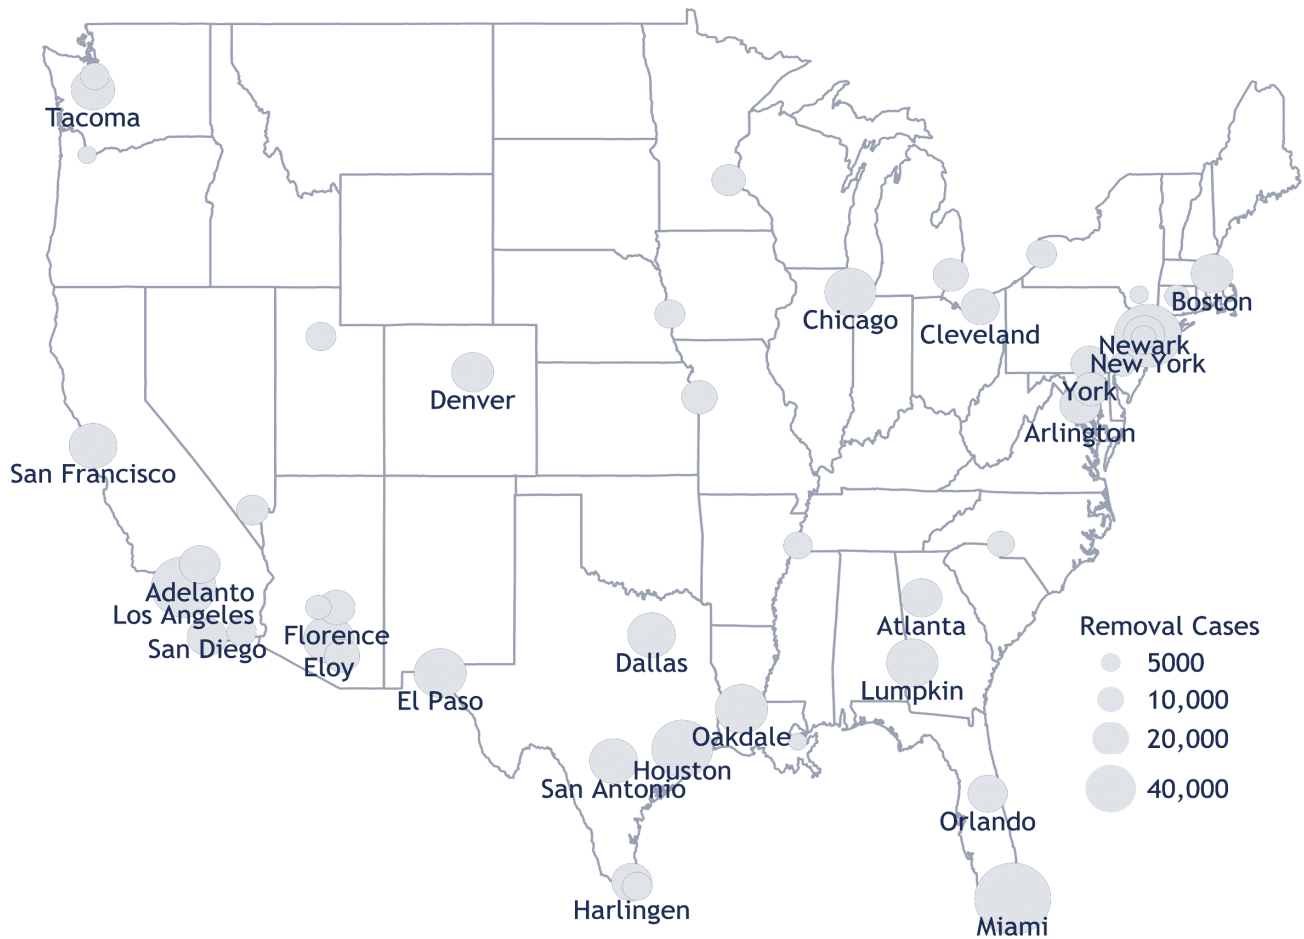 Tacoma
Boston
Chicago
Cleveland
Newark
New York
York
Denver
Arlington
San Francisco
Adelanto
Los Angeles
San Diego
Florence
Eloy
El Paso
Dallas
Atlanta
Lumpkin
Oakdale
Houston
San Antonio
Harlingen
Orlando
Miami
Removal Cases
5000
10,000
20,000
40,000